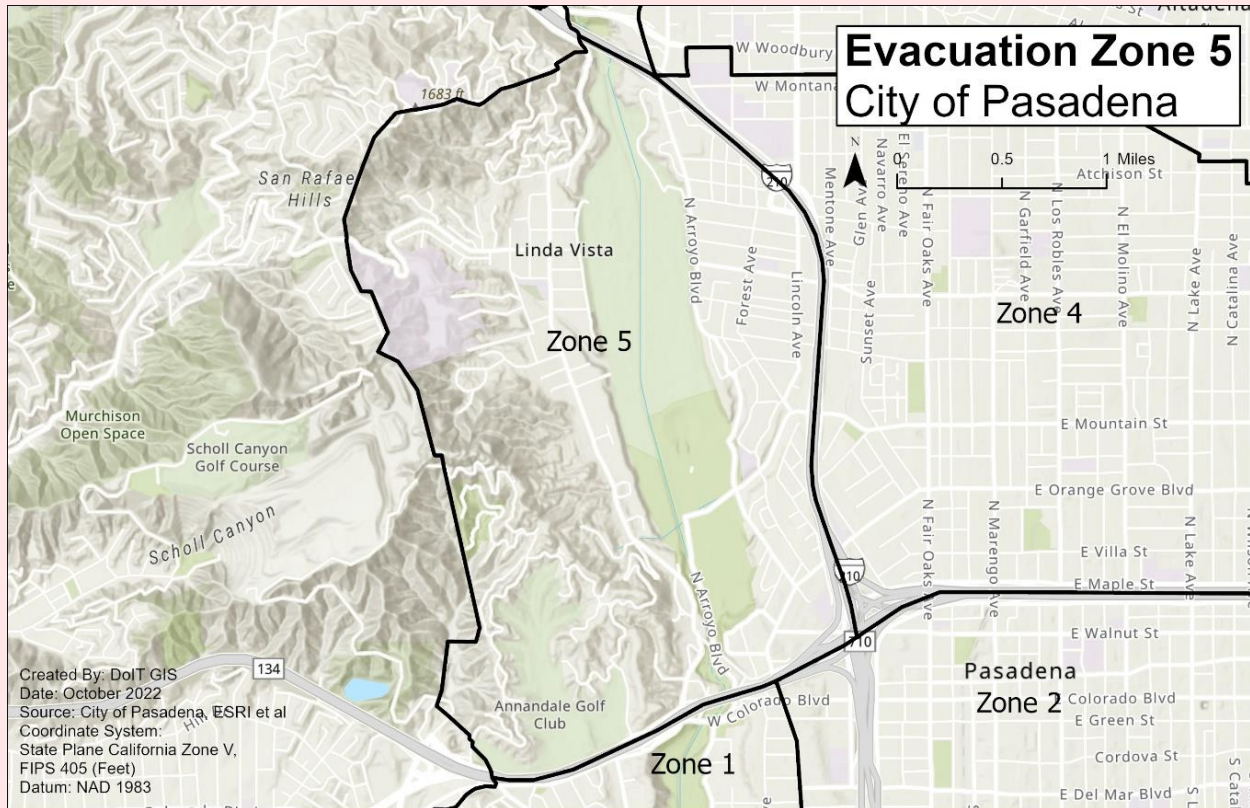 Altadena
W Woodbury
W Montana
Evacuation Zone 5
City of Pasadena
1683 ft
N
0 0.5 1 Miles
Atchison St
210
San Rafae
Hills
Mentone Ave
Glen Ave
Navarro Ave
El Sereno Ave
N Fair Oaks Ave
N Garfield Ave
N Los Robles Ave
N El Molino Ave
N Lake Ave
N Catalina Ave
Linda Vista
N Arroyo Blvd
Forest Ave
Lincoln Ave
Sunset Ave
Zone 5
Zone 4
Murchison
Open Space
Scholl Canyon
Golf Course
E Mountain St
E Orange Grove Blvd
Scholl Canyon
N Fair Oaks Ave
N Marengo Ave
N Lake Ave
E Villa St
210
E Maple St
N Arroyo Blvd
E Walnut St
710
134
Pasadena
Zone 2
Annandale Golf
Club
W Colorado Blvd
E Colorado Blvd
E Green St
Cordova St
Zone 1
E Del Mar Blvd
S Cata
Created By: DoIT GIS
Date: October 2022
Source: City of Pasadena, ESRI et al
Coordinate System:
State Plane California Zone V,
FIPS 405 (Feet)
Datum: NAD 1983